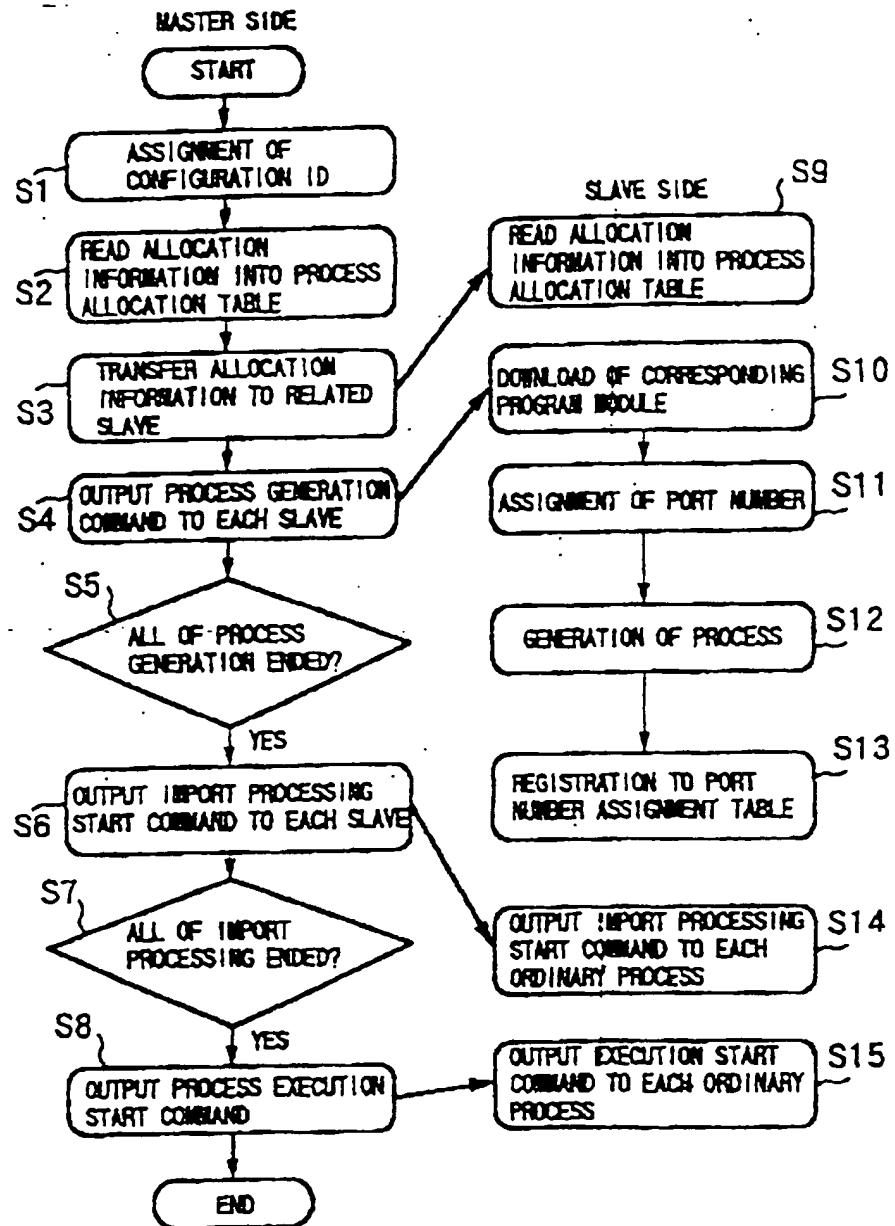 MASTER SIDE
START
S1
ASSIGNMENT OF
CONFIGURATION ID
S2
READ ALLOCATION
INFORMATION INTO PROCESS
ALLOCATION TABLE
S3
TRANSFER ALLOCATION
INFORMATION TO RELATED
SLAVE
S4
OUTPUT PROCESS GENERATION
COMMAND TO EACH SLAVE
S5
ALL OF PROCESS
GENERATION ENDED?
YES
S6
OUTPUT IMPORT PROCESSING
START COMMAND TO EACH SLAVE
S7
ALL OF IMPORT
PROCESSING ENDED?
YES
S8
OUTPUT PROCESS EXECUTION
START COMMAND
END
SLAVE SIDE
S9
READ ALLOCATION
INFORMATION INTO PROCESS
ALLOCATION TABLE
S10
DOWNLOAD OF CORRESPONDING
PROGRAM MODULE
S11
ASSIGNMENT OF PORT NUMBER
S12
GENERATION OF PROCESS
S13
REGISTRATION TO PORT
NUMBER ASSIGNMENT TABLE
S14
OUTPUT IMPORT PROCESSING
START COMMAND TO EACH
ORDINARY PROCESS
S15
OUTPUT EXECUTION START
COMMAND TO EACH ORDINARY
PROCESS